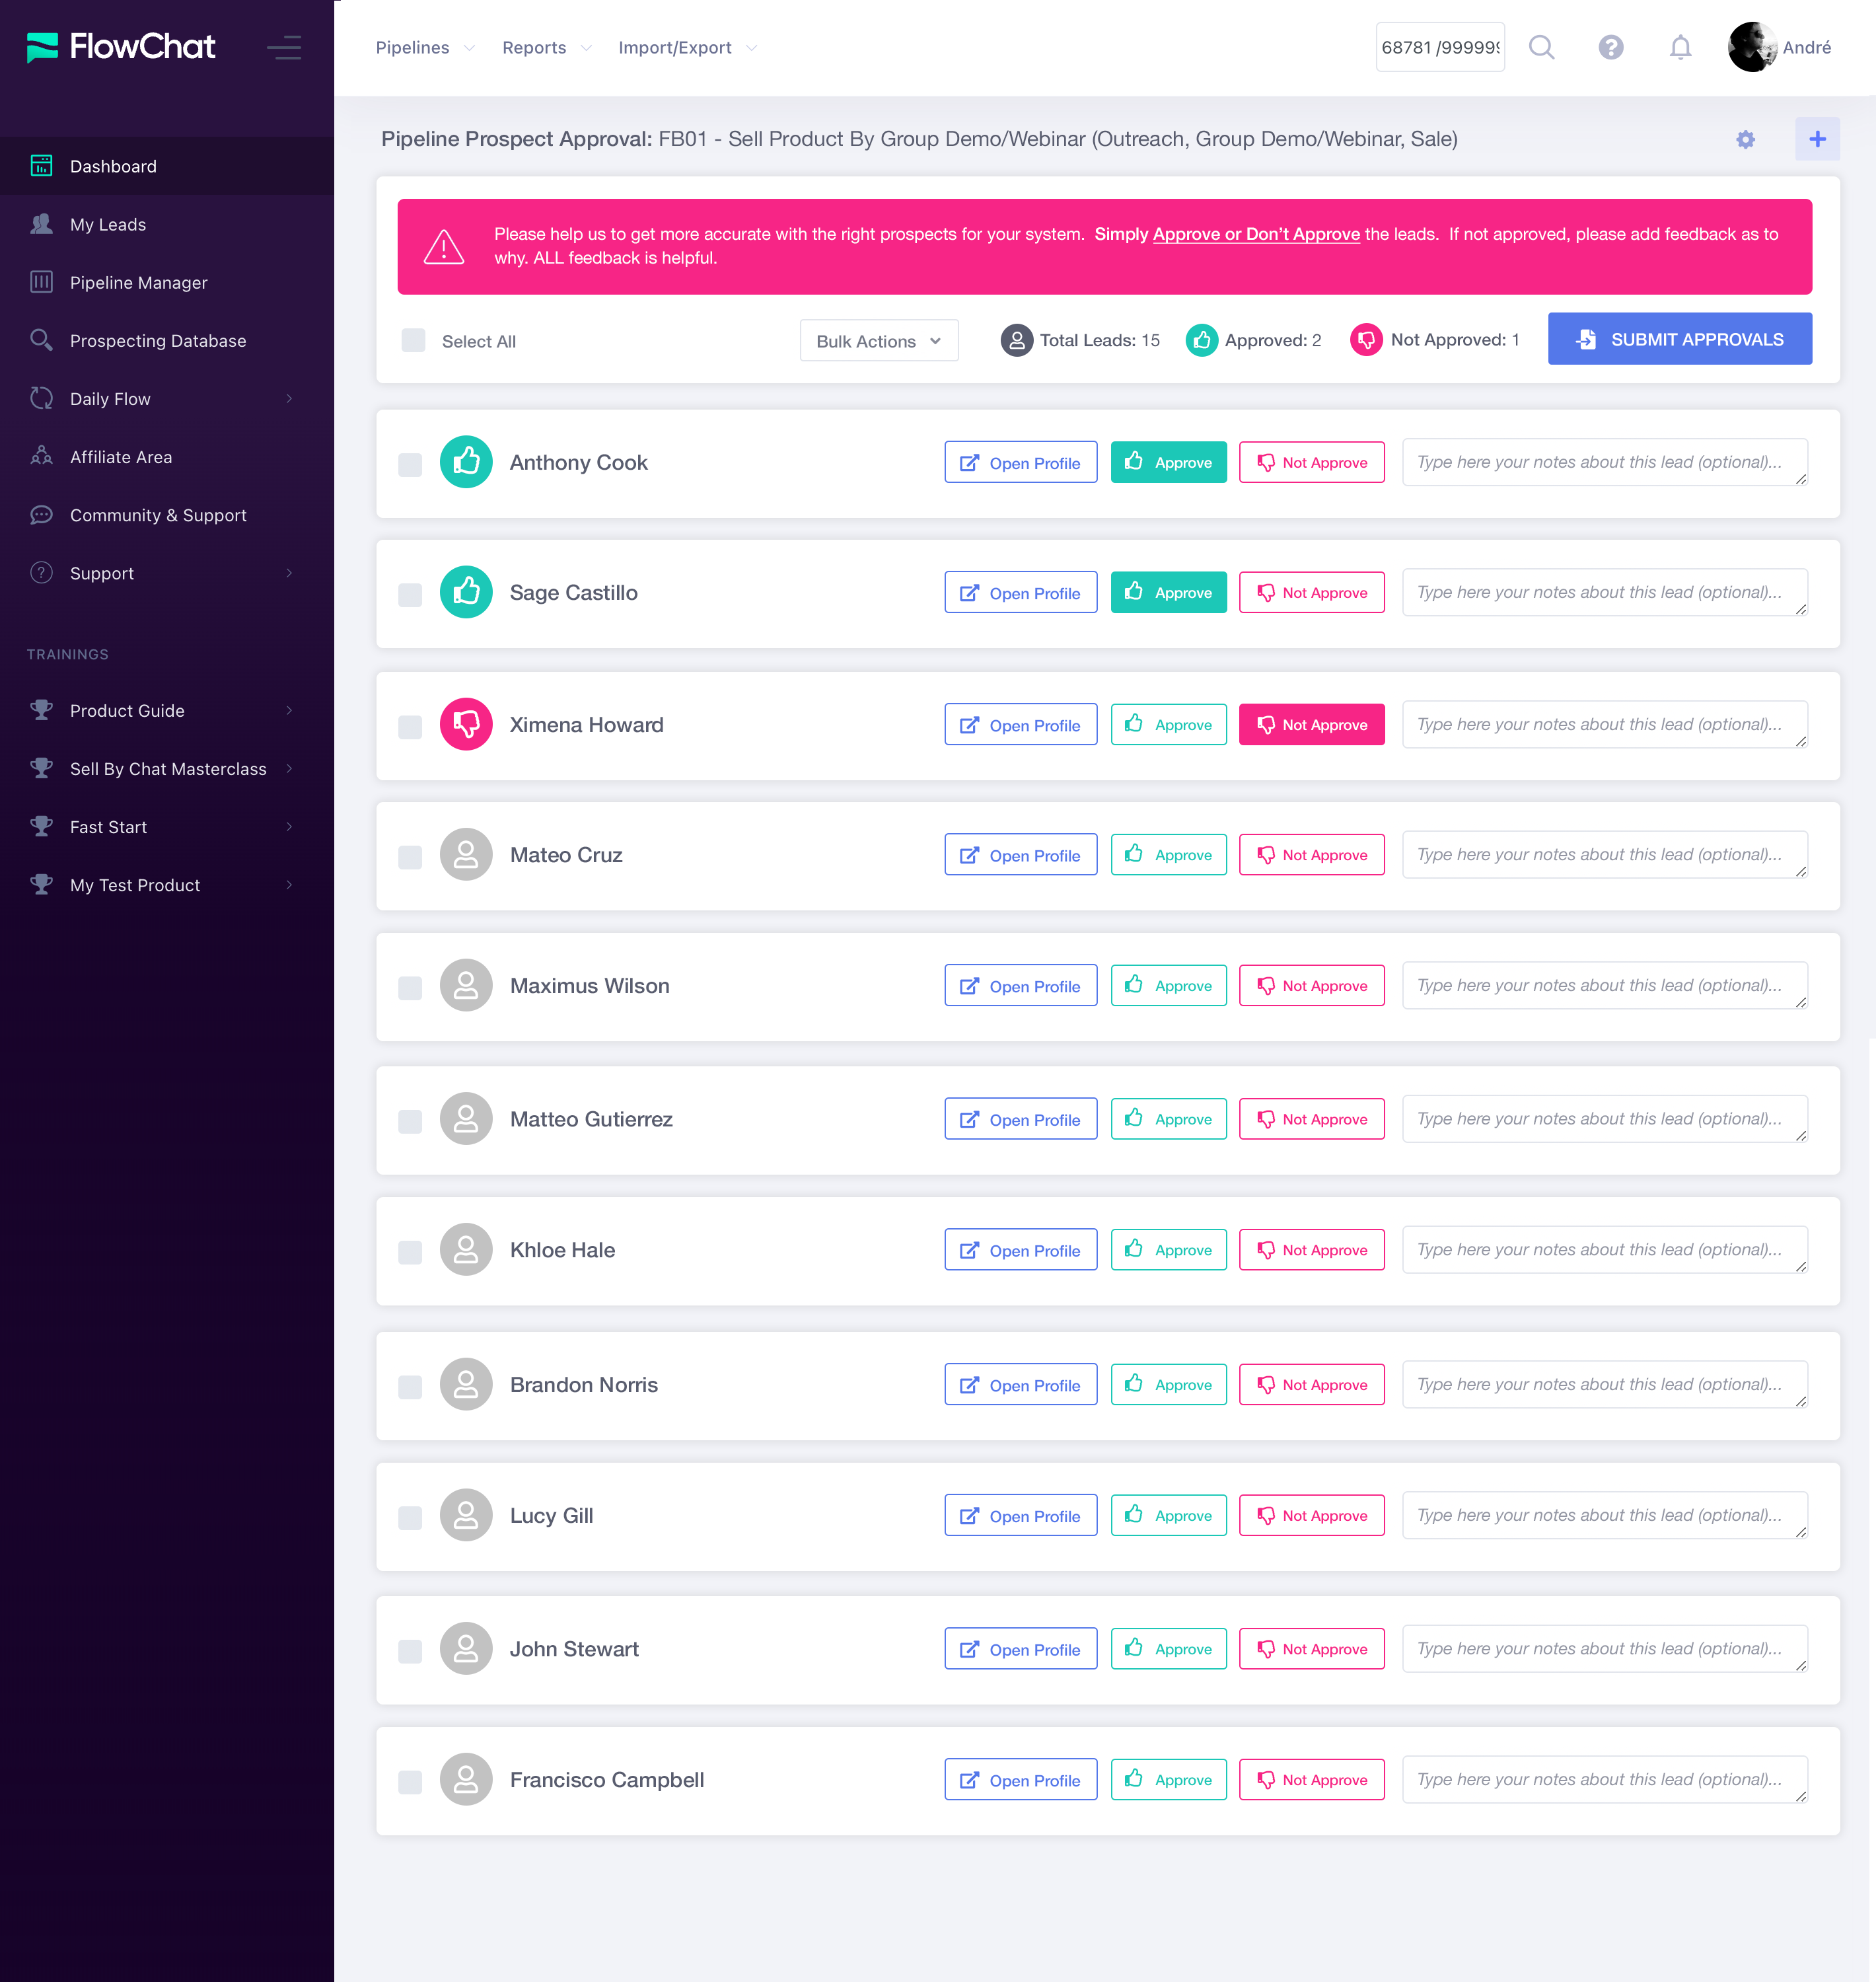 FlowChat
Pipelines
Reports
Import/Export
68781 /99999
André
Dashboard
My Leads
Pipeline Manager
Prospecting Database
Daily Flow
Affiliate Area
Community & Support
Support
TRAININGS
Product Guide
Sell By Chat Masterclass
Fast Start
My Test Product
Pipeline Prospect Approval: FB01 - Sell Product By Group Demo/Webinar (Outreach, Group Demo/Webinar, Sale)
Please help us to get more accurate with the right prospects for your system. Simply Approve or Don’t Approve the leads. If not approved, please add feedback as to
why. ALL feedback is helpful.
Select All
Bulk Actions
Total Leads: 15
Approved: 2
Not Approved: 1
SUBMIT APPROVALS
Anthony Cook
Open Profile
Approve
Not Approve
Type here your notes about this lead (optional)...
Sage Castillo
Open Profile
Approve
Not Approve
Type here your notes about this lead (optional)...
Ximena Howard
Open Profile
Approve
Not Approve
Type here your notes about this lead (optional)...
Mateo Cruz
Open Profile
Approve
Not Approve
Type here your notes about this lead (optional)...
Maximus Wilson
Open Profile
Approve
Not Approve
Type here your notes about this lead (optional)...
Matteo Gutierrez
Open Profile
Approve
Not Approve
Type here your notes about this lead (optional)...
Khloe Hale
Open Profile
Approve
Not Approve
Type here your notes about this lead (optional)...
Brandon Norris
Open Profile
Approve
Not Approve
Type here your notes about this lead (optional)...
Lucy Gill
Open Profile
Approve
Not Approve
Type here your notes about this lead (optional)...
John Stewart
Open Profile
Approve
Not Approve
Type here your notes about this lead (optional)...
Francisco Campbell
Open Profile
Approve
Not Approve
Type here your notes about this lead (optional)...